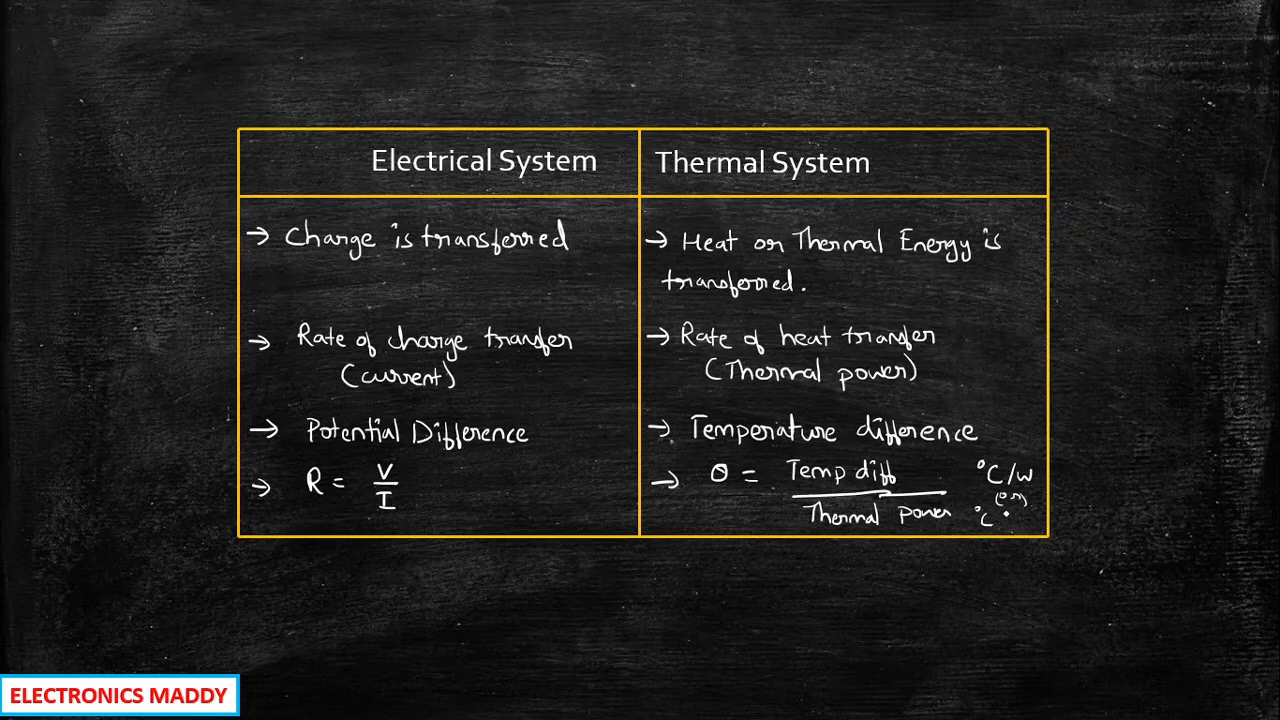 Electrical System
Thermal System
→ Charge is transferred
→ Heat or Thermal Energy is
transferred.
→ Rate of charge transfer
(current)
→ Rate of heat transfer
(Thermal power)
→ Potential Difference
→ Temperature difference
→ R = V
I
→ θ = Temp diff °C/W
(or)
Thermal power °C
ELECTRONICS MADDY